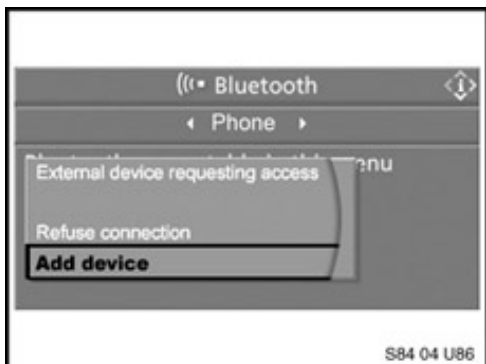 Bluetooth
Phone
enu
External device requesting access
Refuse connection
Add device
S84 04 U86